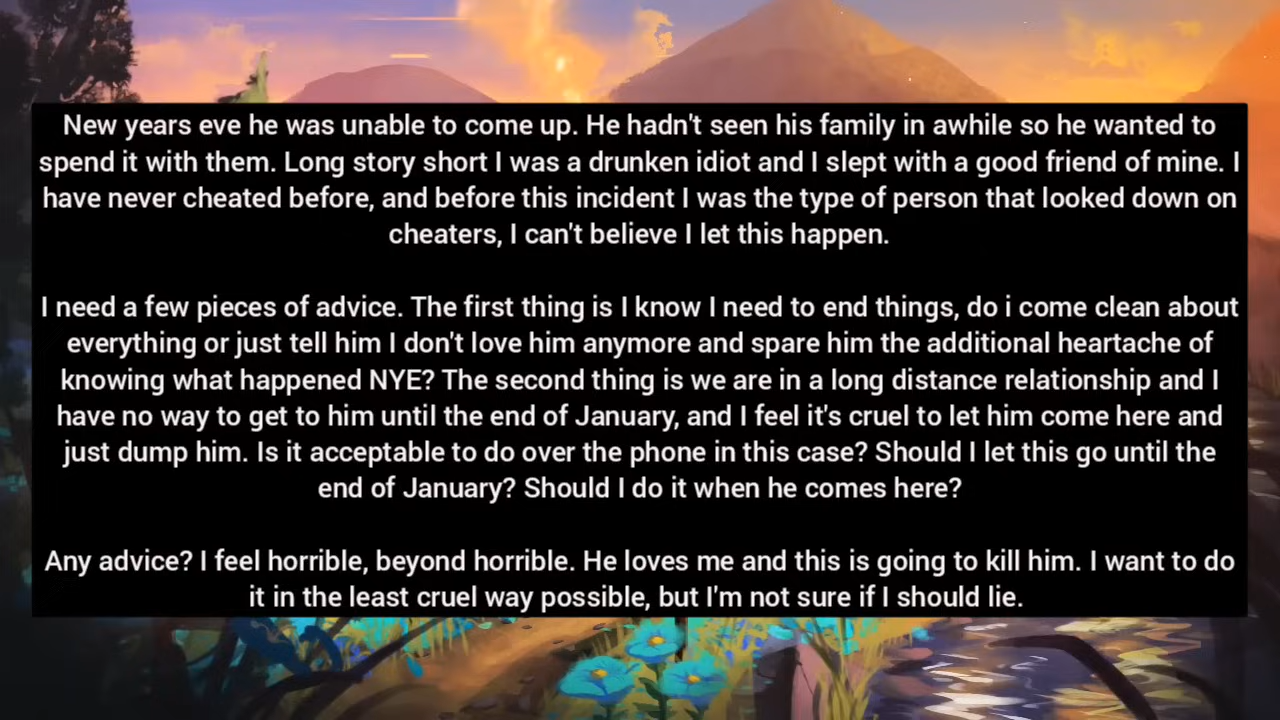 New years eve he was unable to come up. He hadn't seen his family in awhile so he wanted to
spend it with them. Long story short I was a drunken idiot and I slept with a good friend of mine. I
have never cheated before, and before this incident I was the type of person that looked down on
cheaters, I can't believe I let this happen.
I need a few pieces of advice. The first thing is I know I need to end things, do i come clean about
everything or just tell him I don't love him anymore and spare him the additional heartache of
knowing what happened NYE? The second thing is we are in a long distance relationship and I
have no way to get to him until the end of January, and I feel it's cruel to let him come here and
just dump him. Is it acceptable to do over the phone in this case? Should I let this go until the
end of January? Should I do it when he comes here?
Any advice? I feel horrible, beyond horrible. He loves me and this is going to kill him. I want to do
it in the least cruel way possible, but I'm not sure if I should lie.